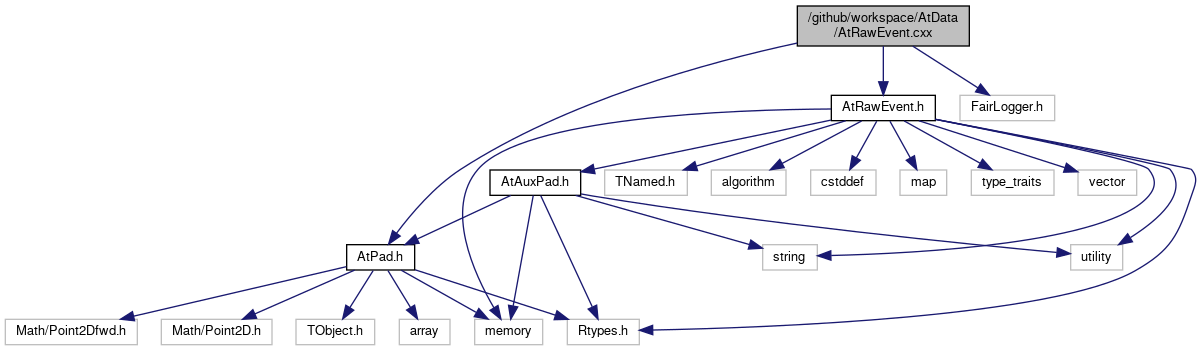 /github/workspace/AtData
/AtRawEvent.cxx
AtRawEvent.h
FairLogger.h
AtAuxPad.h
TNamed.h
algorithm
cstddef
map
type_traits
vector
AtPad.h
string
utility
Math/Point2Dfwd.h
Math/Point2D.h
TObject.h
array
memory
Rtypes.h